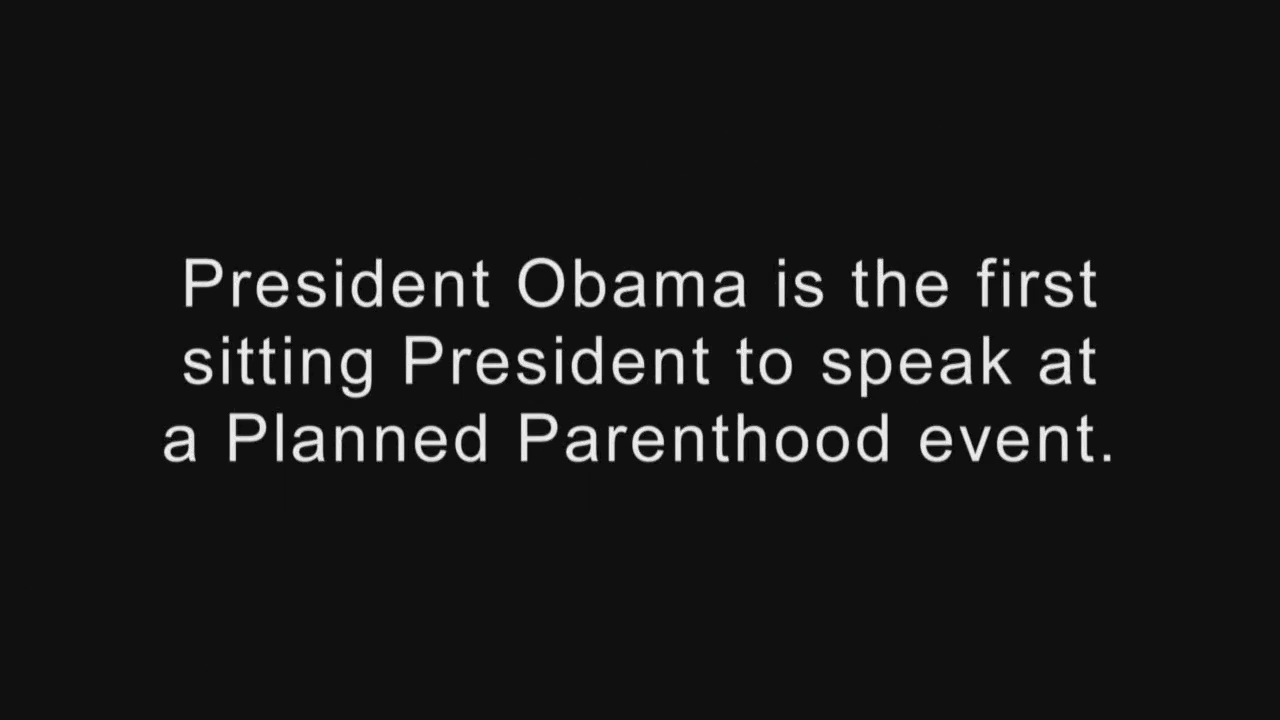 President Obama is the first
sitting President to speak at
a Planned Parenthood event.